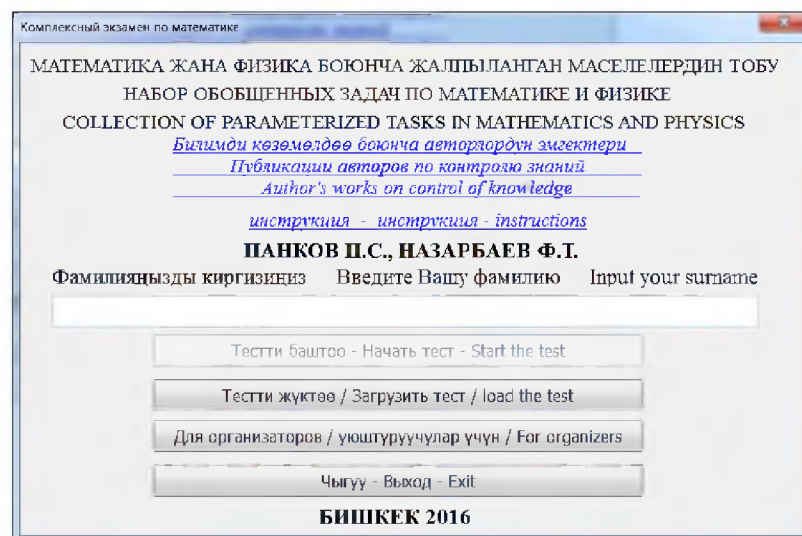 Комплексный экзамен по математике
МАТЕМАТИКА ЖАНА ФИЗИКА БОЮНЧА ЖАЛПЫЛАНГАН МАСЕЛЕЛЕРДИН ТОБУ
НАБОР ОБОБЩЕННЫХ ЗАДАЧ ПО МАТЕМАТИКЕ И ФИЗИКЕ
COLLECTION OF PARAMETERIZED TASKS IN MATHEMATICS AND PHYSICS
Билимди көзөмөлдөө боюнча авторлордун эмгектери
Публикации авторов по контролю знаний
Author's works on control of knowledge
инструкция - инструкция - instructions
ПАНКОВ П.С., НАЗАРБАЕВ Ф.Т.
Фамилияңызды киргизиңиз Введите Вашу фамилию Input your surname
Тестти баштоо - Начать тест - Start the test
Тестти жүктөө / Загрузить тест / load the test
Для организаторов / уюштуруучулар үчүн / For organizers
Чыгуу - Выход - Exit
БИШКЕК 2016